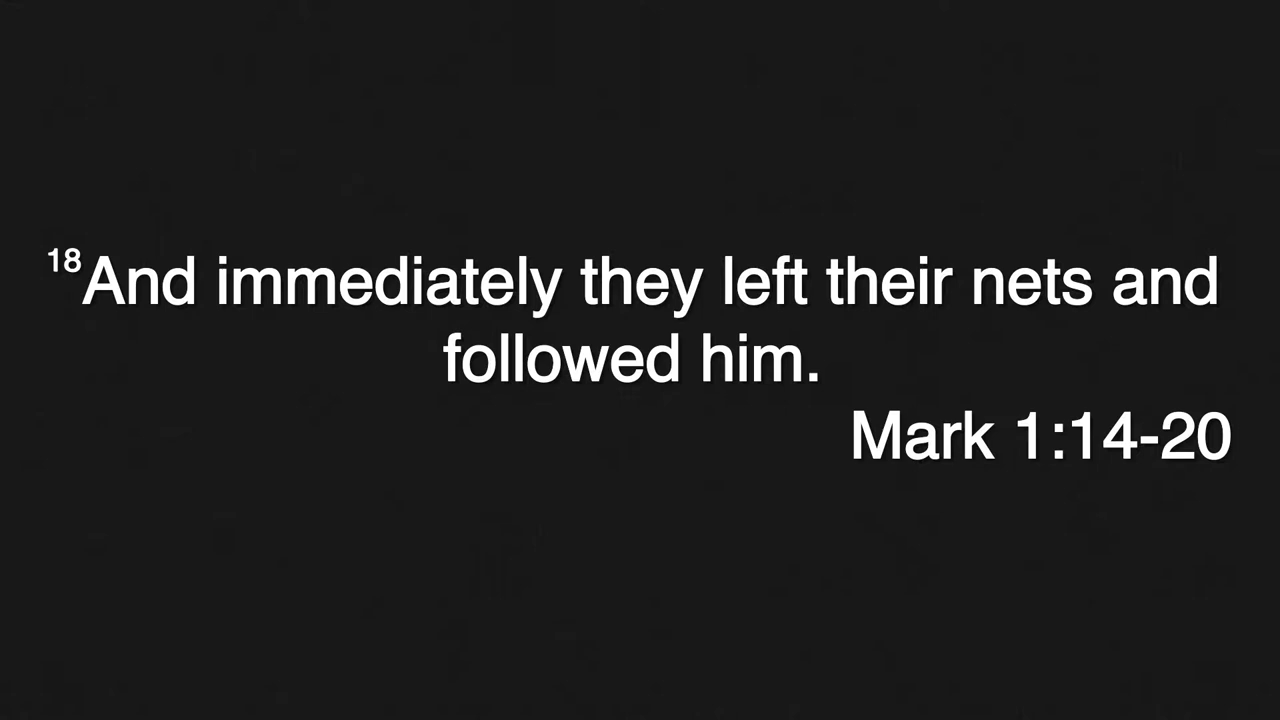 18And immediately they left their nets and
followed him.
Mark 1:14-20